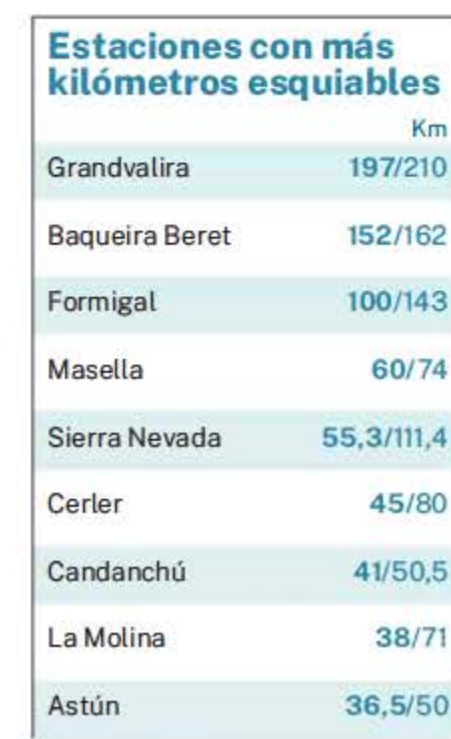 Estaciones con más
kilómetros esquiables
Km
Grandvalira 197/210
Baqueira Beret 152/162
Formigal 100/143
Masella 60/74
Sierra Nevada 55,3/111,4
Cerler 45/80
Candanchú 41/50,5
La Molina 38/71
Astún 36,5/50